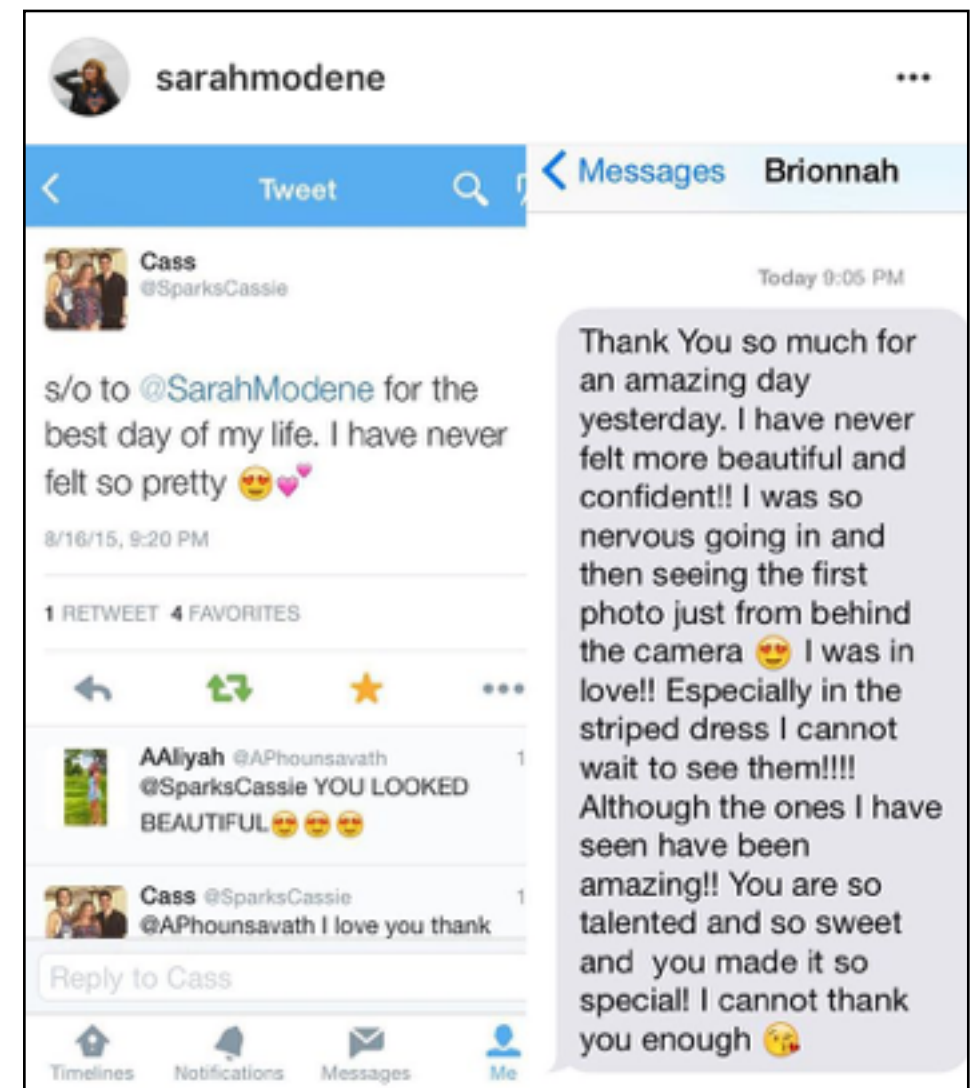 sarahmodene
Tweet
Cass
@SparksCassie
s/o to @SarahModene for the
best day of my life. I have never
felt so pretty 😍💕
8/16/15, 9:20 PM
1 RETWEET 4 FAVORITES
AAliyah @APhounsavath 1
@SparksCassie YOU LOOKED
BEAUTIFUL😍😍😍
Cass @SparksCassie 1
@APhounsavath I love you thank
Reply to Cass
Timelines Notifications Messages Me
Messages Brionnah
Today 9:05 PM
Thank You so much for
an amazing day
yesterday. I have never
felt more beautiful and
confident!! I was so
nervous going in and
then seeing the first
photo just from behind
the camera 😍 I was in
love!! Especially in the
striped dress I cannot
wait to see them!!!!
Although the ones I have
seen have been
amazing!! You are so
talented and so sweet
and you made it so
special! I cannot thank
you enough 😘